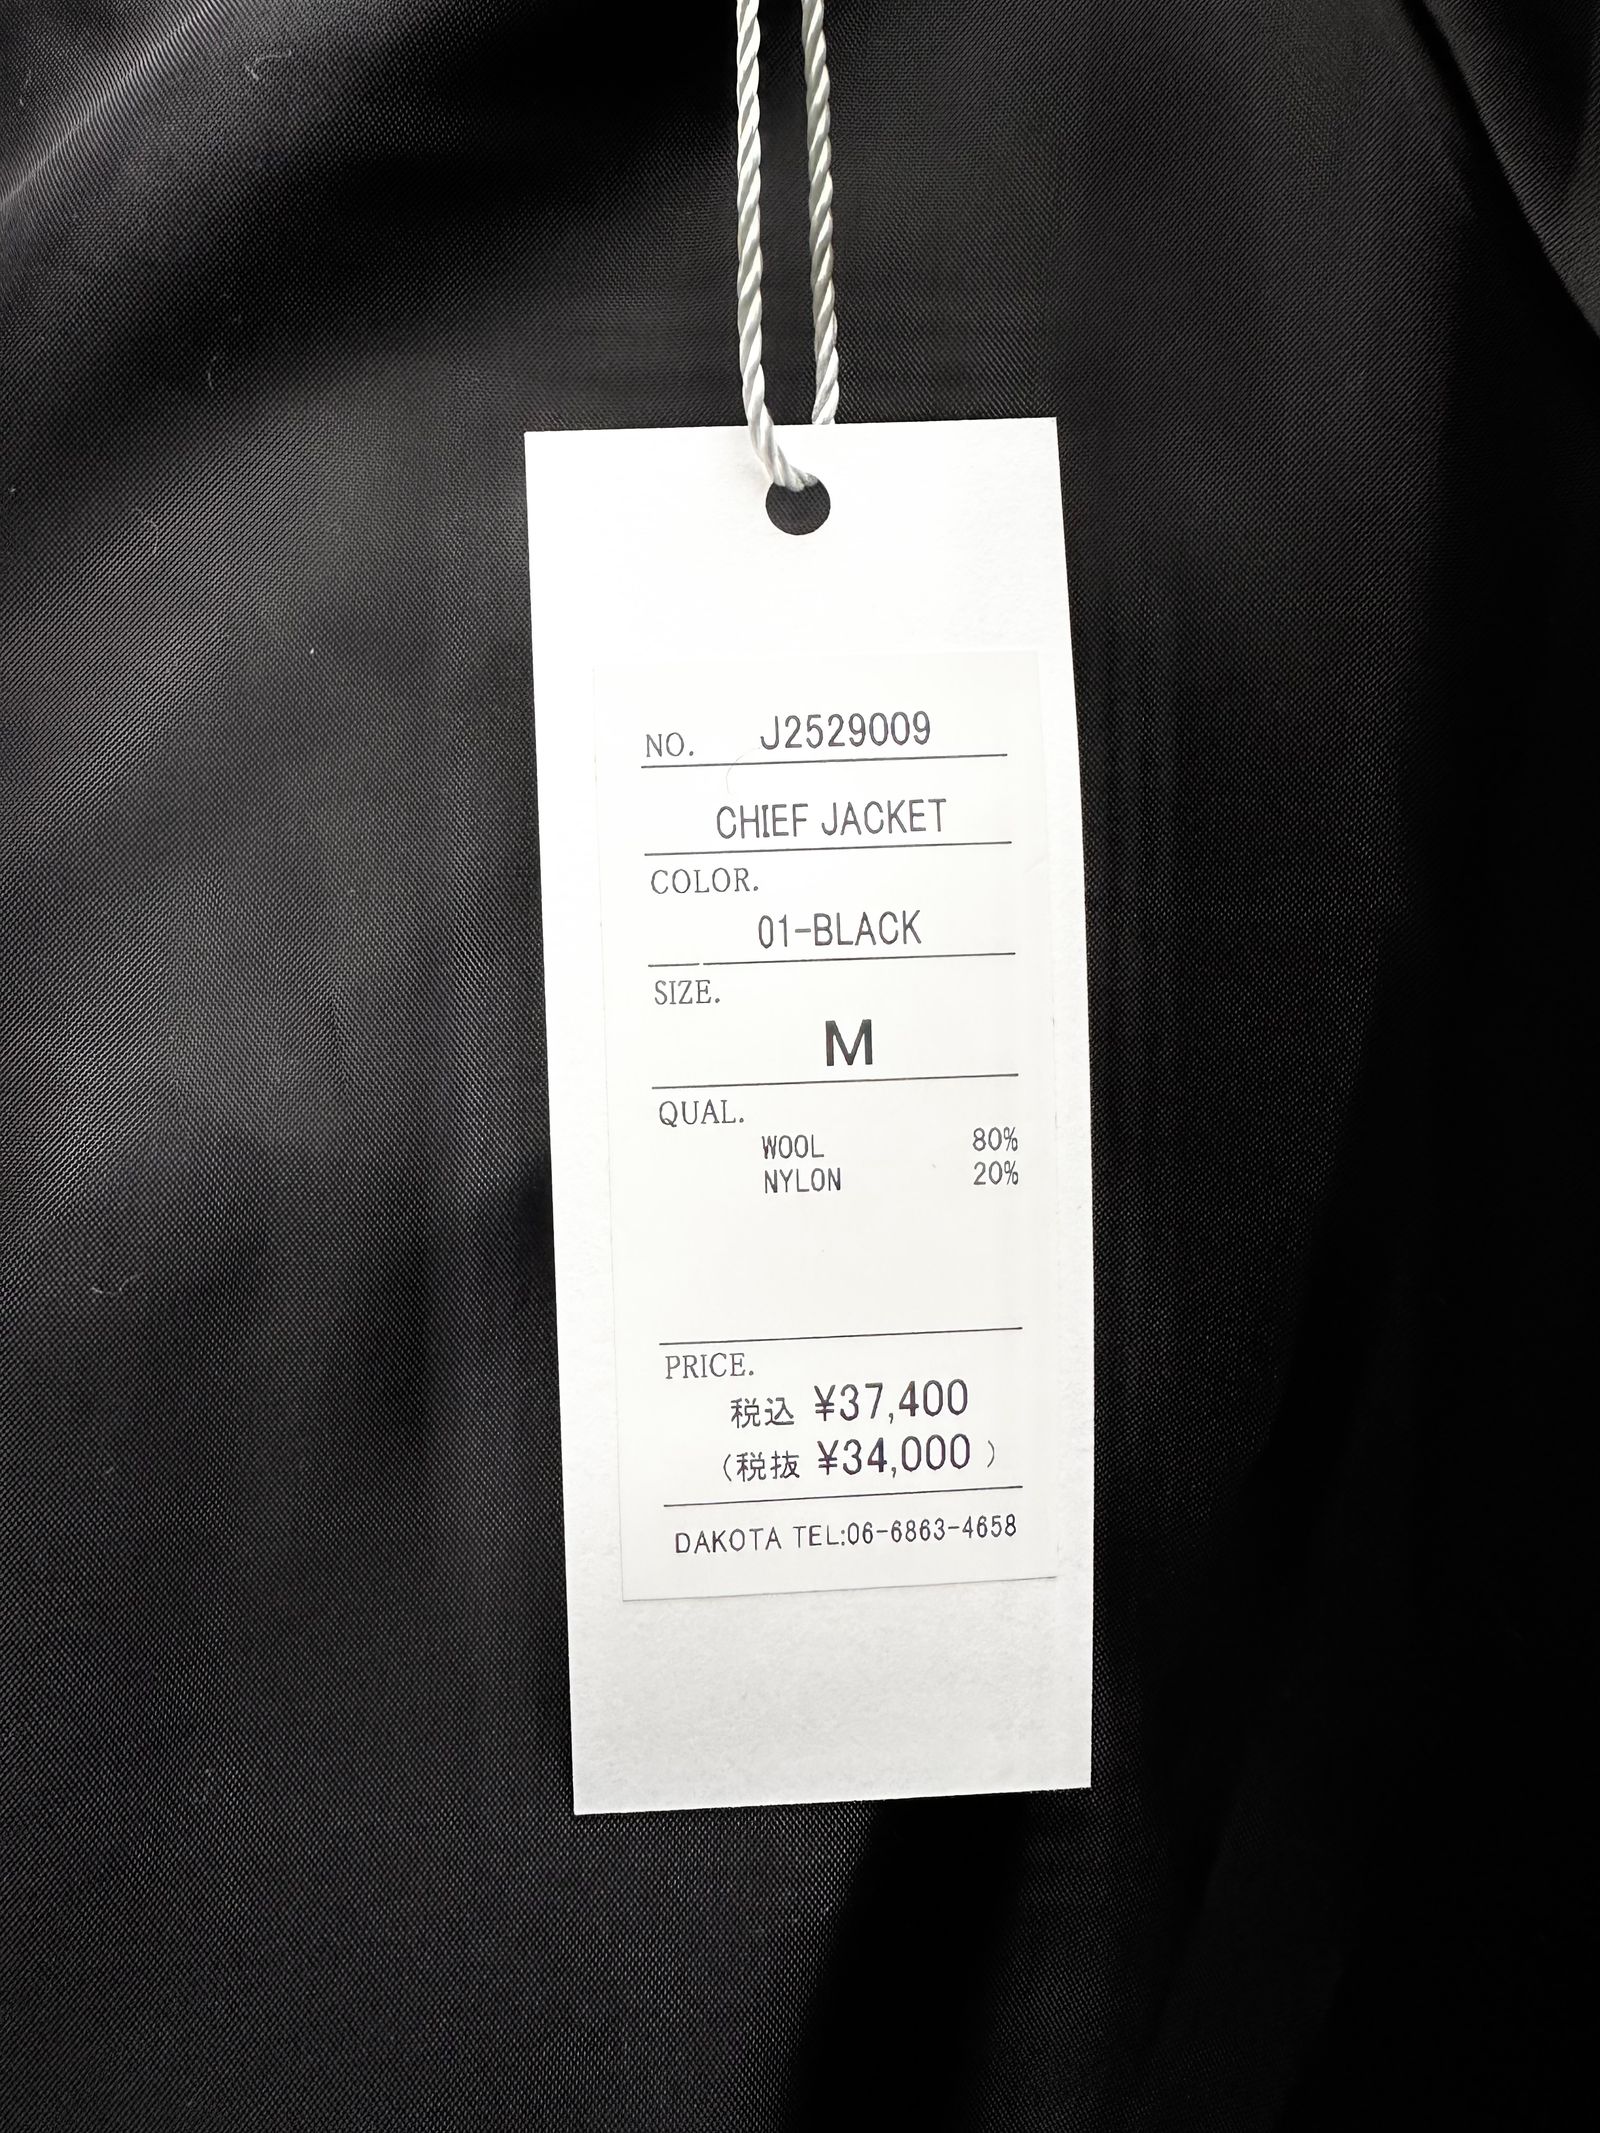 NO. J2529009
CHIEF JACKET
COLOR.
01-BLACK
SIZE.
M
QUAL.
WOOL 80%
NYLON 20%
PRICE.
税込 ¥37,400
(税抜 ¥34,000 )
DAKOTA TEL:06-6863-4658